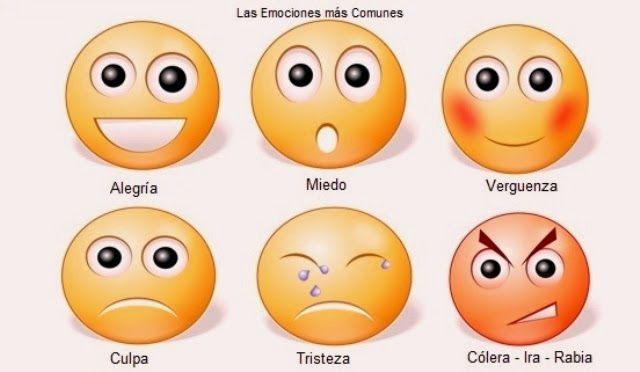 Las Emociones más Comunes
Alegría
Miedo
Verguenza
Culpa
Tristeza
Cólera - Ira - Rabia